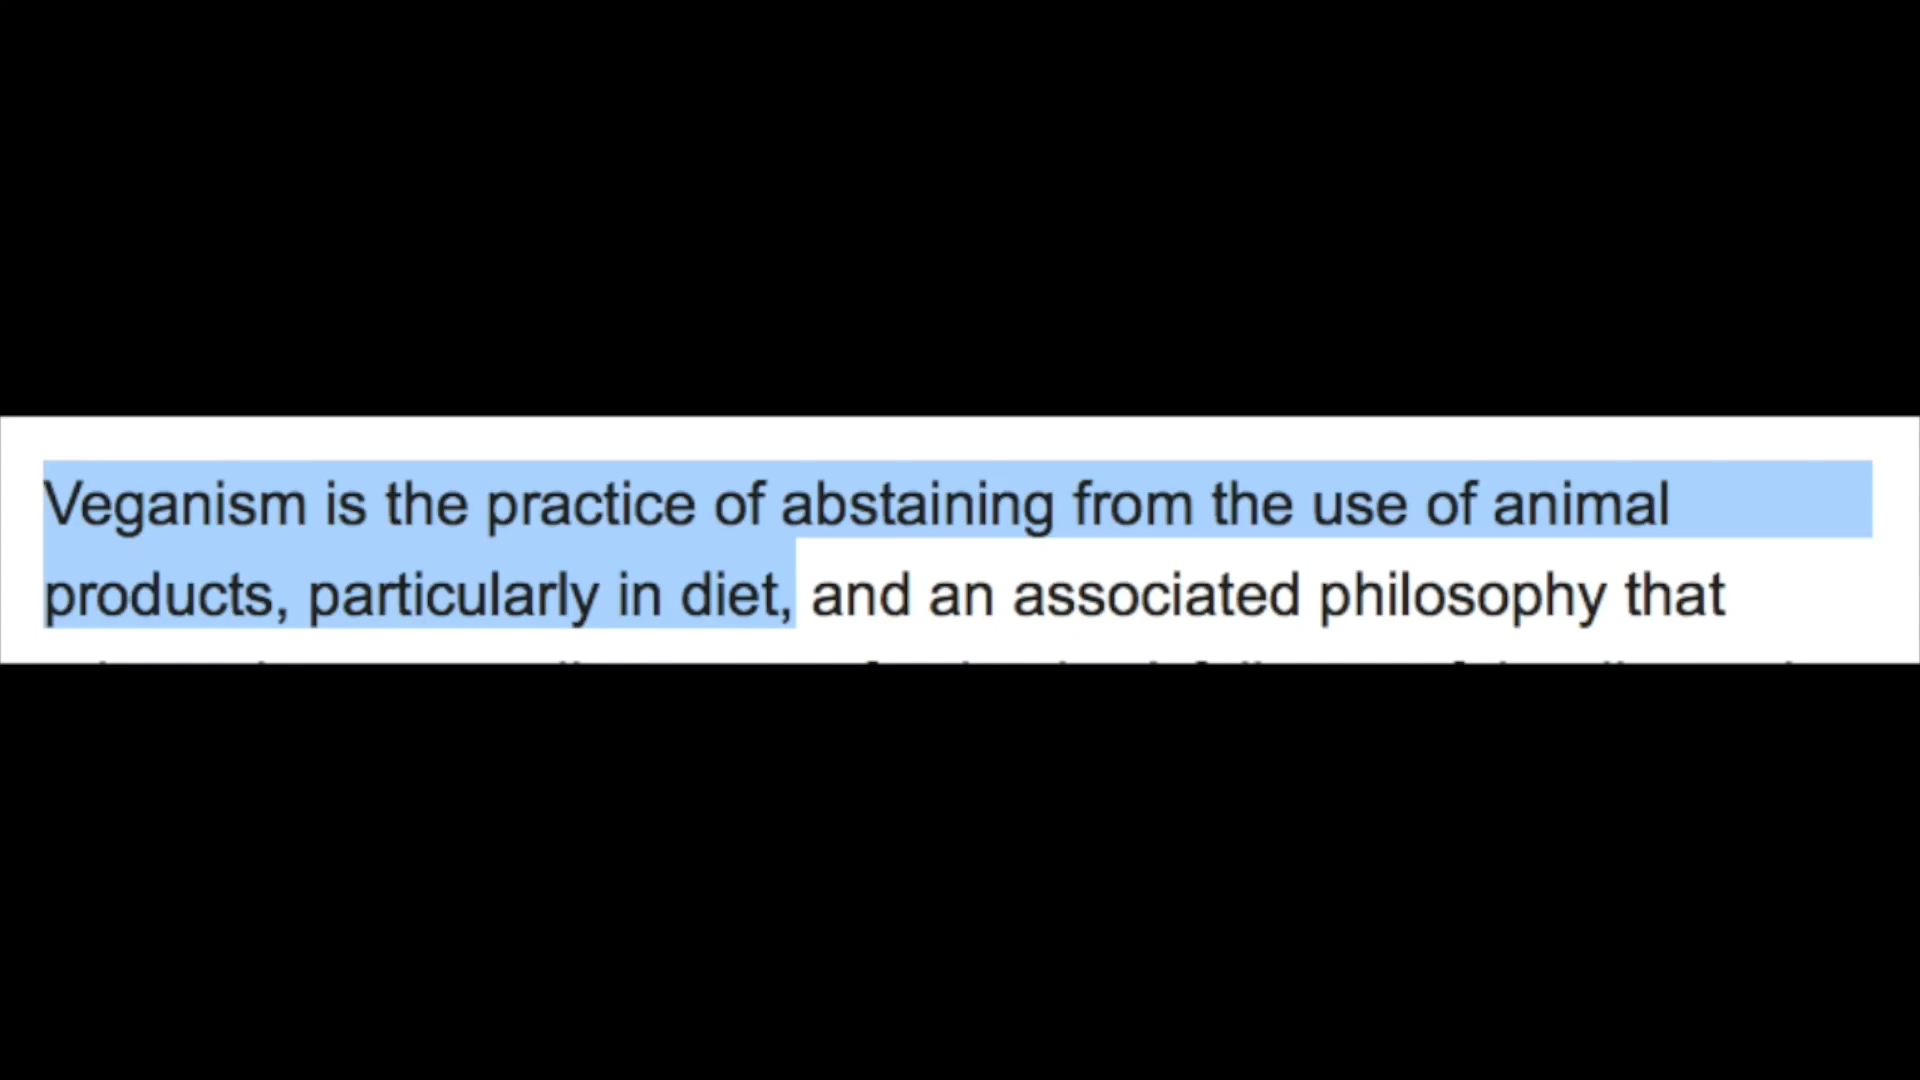 Veganism is the practice of abstaining from the use of animal
products, particularly in diet, and an associated philosophy that